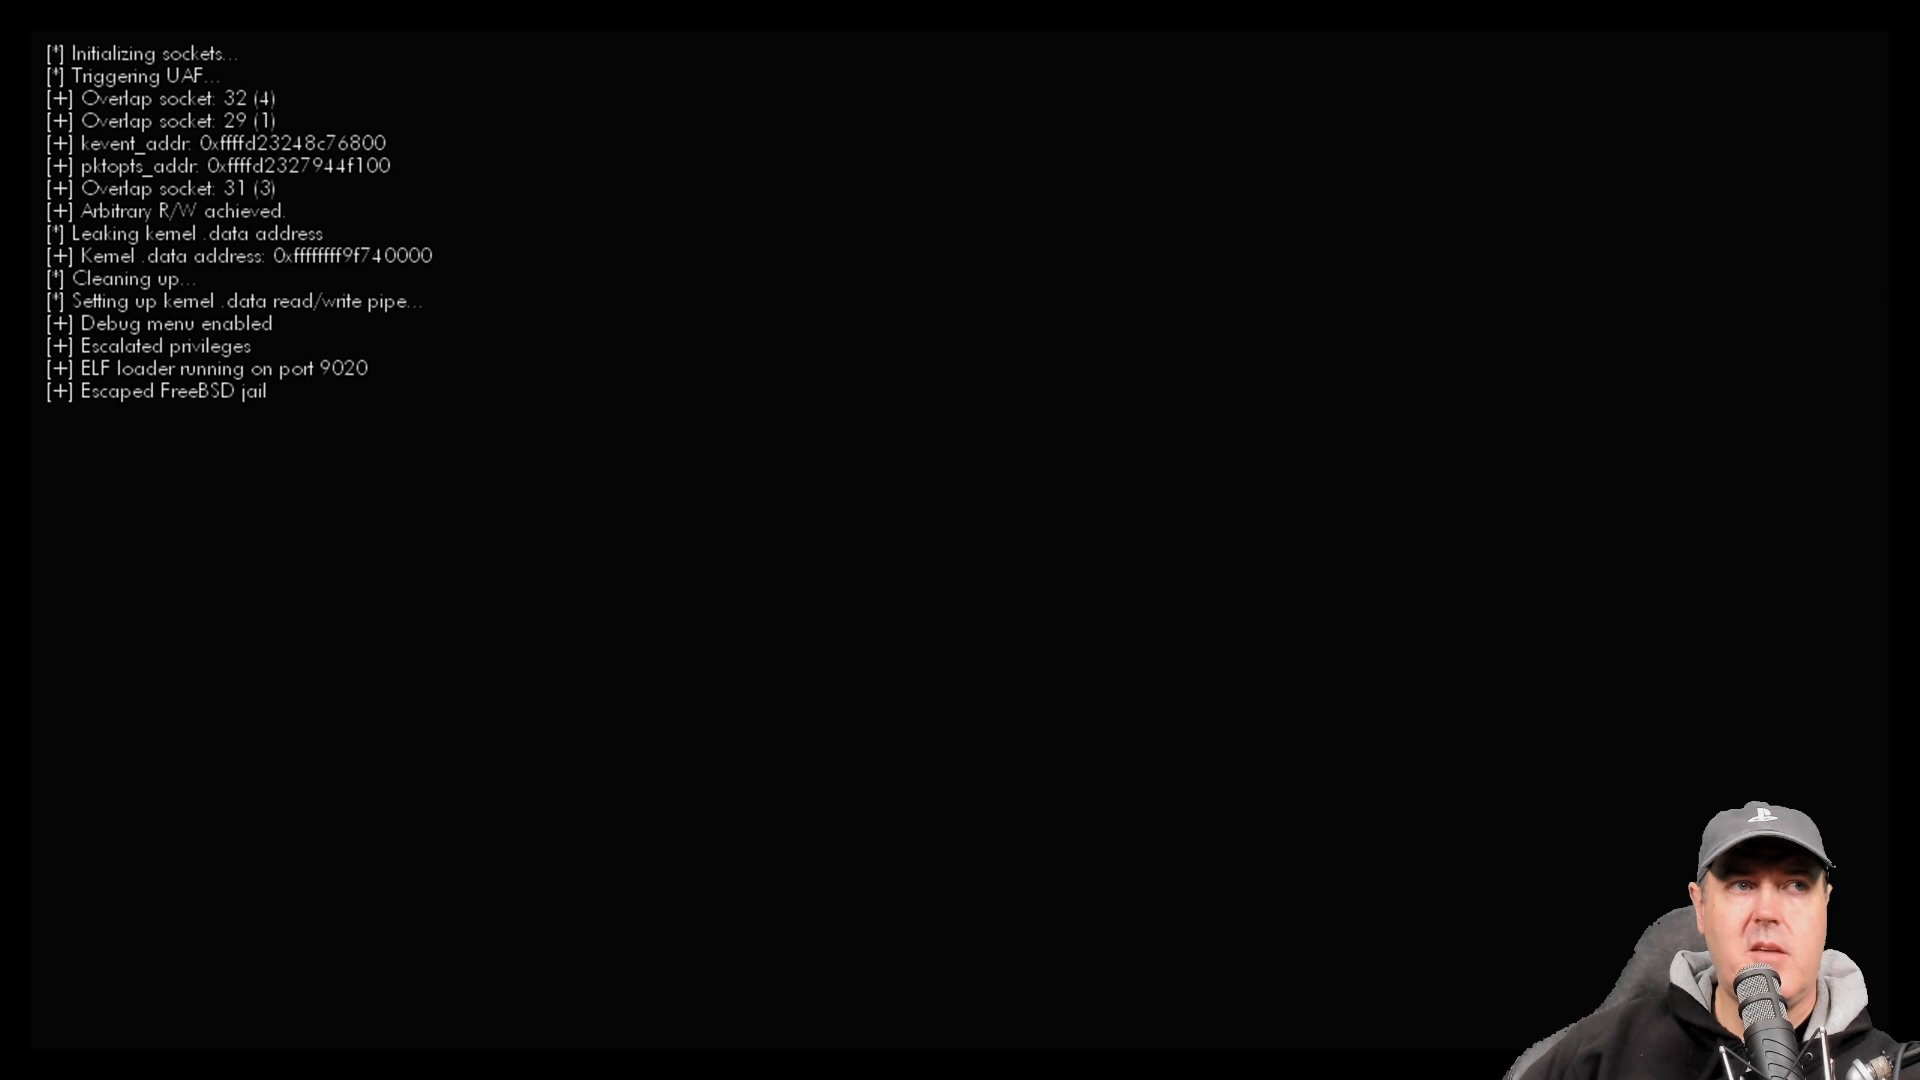 [*] Initializing sockets...
[*] Triggering UAF...
[+] Overlap socket: 32 (4)
[+] Overlap socket: 29 (1)
[+] kevent_addr: 0xffffd23248c76800
[+] pktopts_addr: 0xffffd2327944f100
[+] Overlap socket: 31 (3)
[+] Arbitrary R/W achieved.
[*] Leaking kernel .data address
[+] Kernel .data address: 0xffffffff9f740000
[*] Cleaning up...
[*] Setting up kernel .data read/write pipe...
[+] Debug menu enabled
[+] Escalated privileges
[+] ELF loader running on port 9020
[+] Escaped FreeBSD jail